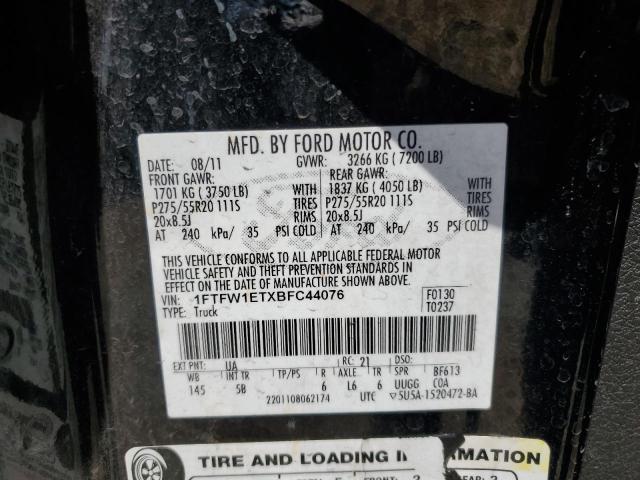 MFD. BY FORD MOTOR CO.
DATE: 08/11 GVWR: 3266 KG ( 7200 LB)
FRONT GAWR: REAR GAWR:
1701 KG ( 3750 LB) WITH 1837 KG ( 4050 LB) WITH
P275/55R20 111S TIRES P275/55R20 111S TIRES
20x8.5J RIMS 20x8.5J RIMS
AT 240 kPa/ 35 PSI COLD AT 240 kPa/ 35 PSI COLD
THIS VEHICLE CONFORMS TO ALL APPLICABLE FEDERAL MOTOR
VEHICLE SAFETY AND THEFT PREVENTION STANDARDS IN
EFFECT ON THE DATE OF MANUFACTURE SHOWN ABOVE.
VIN: 1FTFW1ETXBFC44076 F0130
TYPE: Truck T0237
EXT PNT: UA RC: 21 DSO:
WB INT TR TP/PS R AXLE TR SPR BF613
145 5B 6 L6 6 UUGG COA
2201108062174 UTC 5U5A-1520472-BA
TIRE AND LOADING